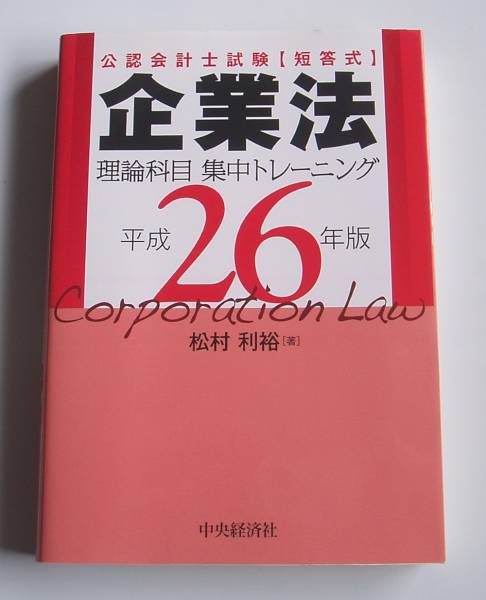 公認会計士試験【短答式】
企業法
理論科目 集中トレーニング
平成26年版
Corporation Law
松村 利裕[著]
中央経済社